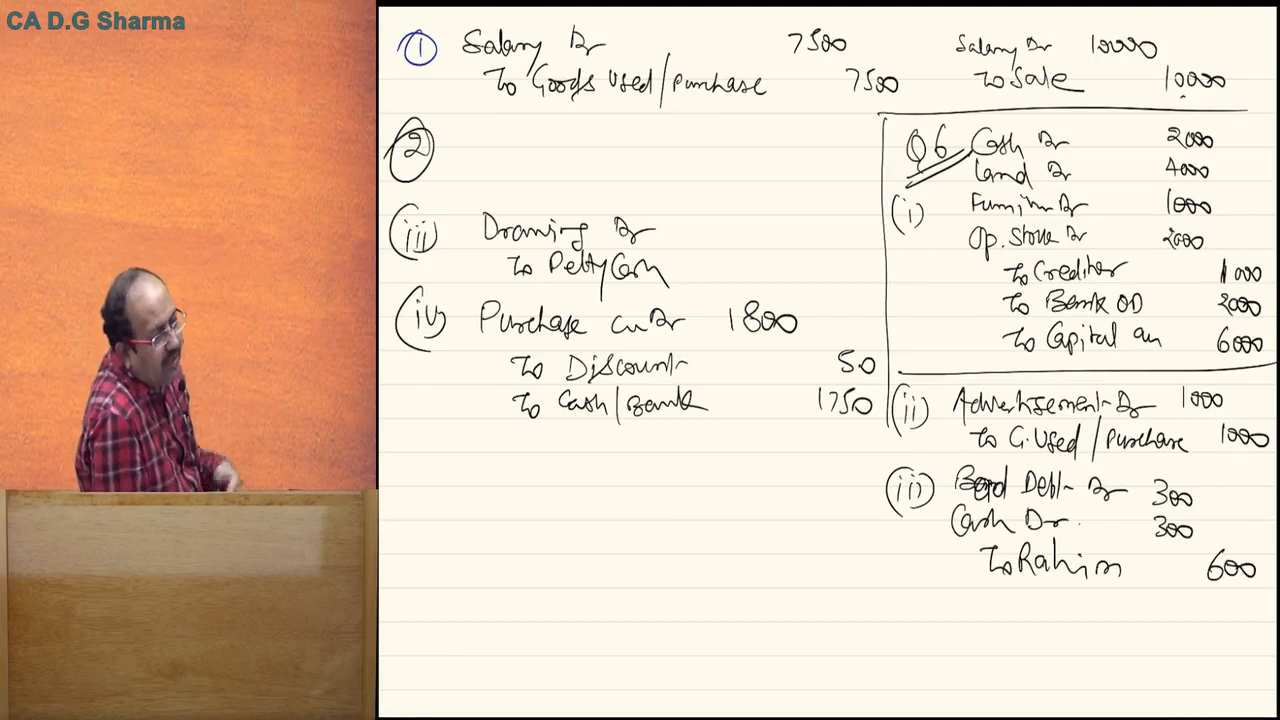 CA D.G Sharma
① Salary Dr 7500
To Goods Used/Purchase 7500
Salary Dr 10000
To Sale 10000
②
(iii) Drawing Dr
To Petty Cash
(iv) Purchase Dr 1800
To Discount 50
To Cash/Bank 1750
Q6 Cash Dr 2000
Land Dr 4000
(i) Dr 1000
Op. Dr 2000
To Creditor 1000
To Bank OD 2000
To Capital 6000
(ii) Advertisement Dr 1000
To G. Used/Purchase 1000
(iii) Bad Debt Dr 300
Cash Dr. 300
To Rahim 600